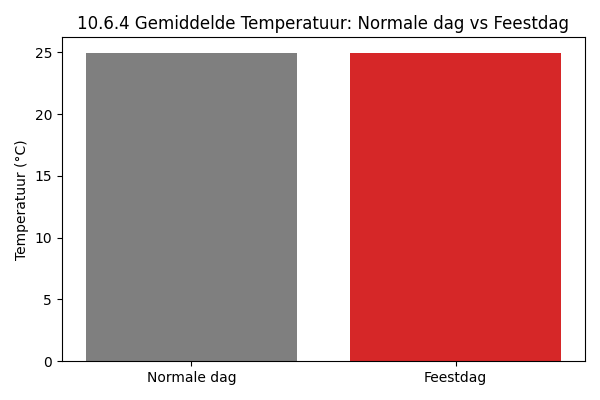 10.6.4 Gemiddelde Temperatuur: Normale dag vs Feestdag
Temperatuur (°C)
25
20
15
10
5
0
Normale dag
Feestdag